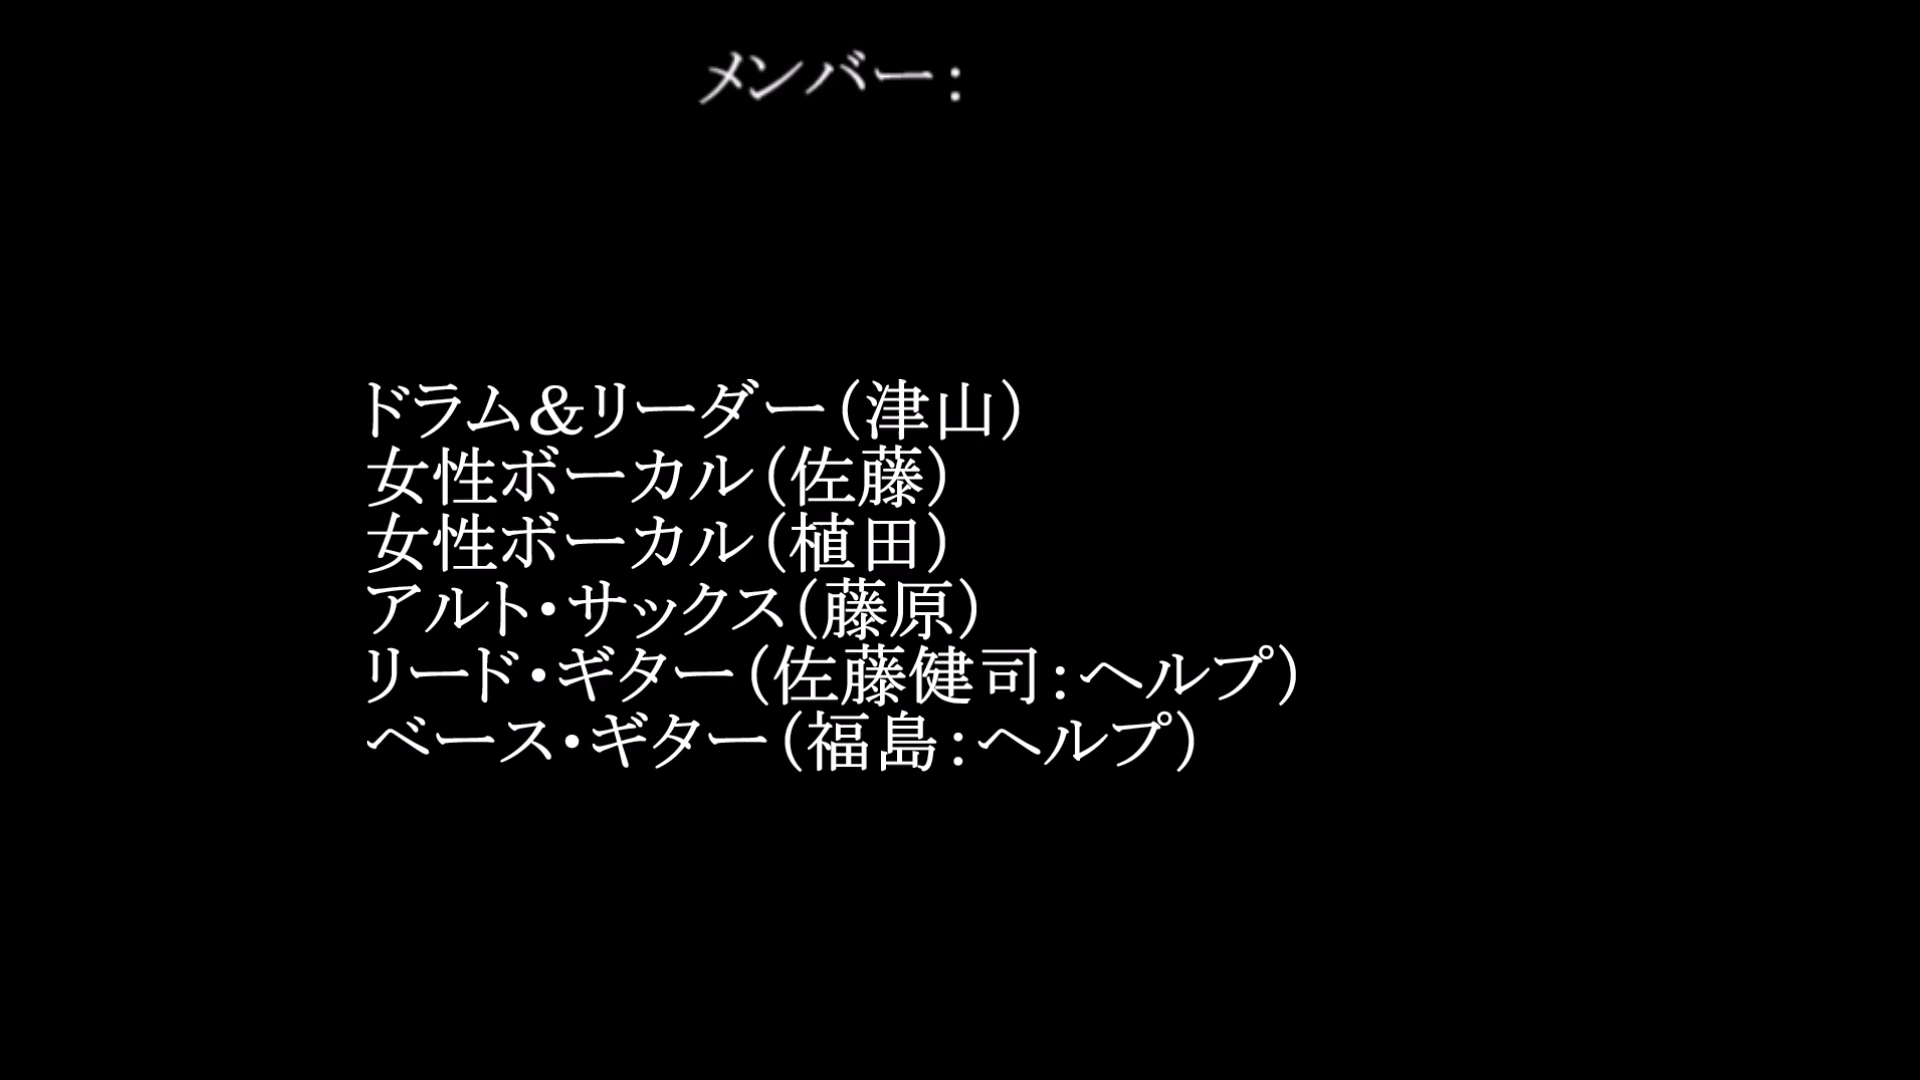 メンバー：
ドラム＆リーダー（津山）
女性ボーカル（佐藤）
女性ボーカル（植田）
アルト・サックス（藤原）
リード・ギター（佐藤健司：ヘルプ）
ベース・ギター（福島：ヘルプ）